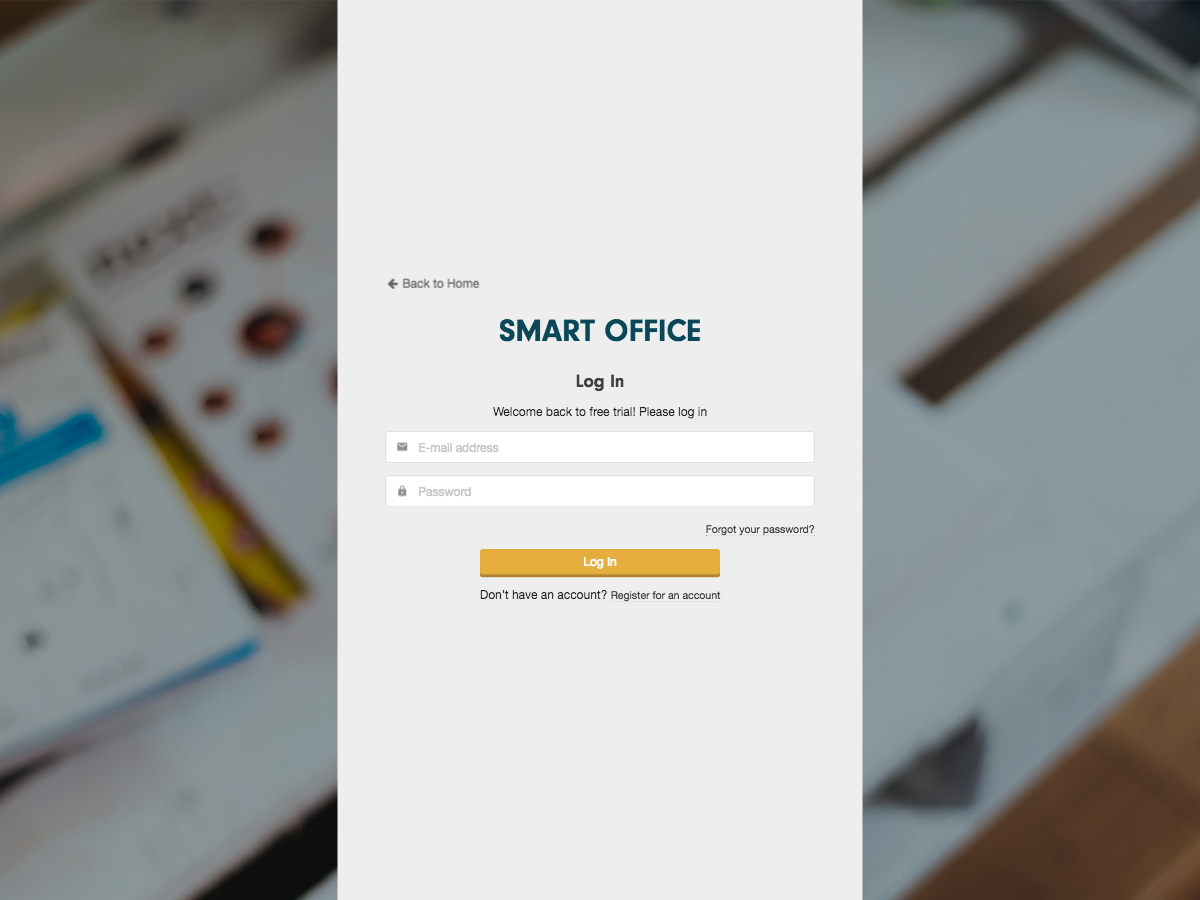 Back to Home
SMART OFFICE
Log In
Welcome back to free trial! Please log in
E-mail address
Password
Forgot your password?
Log In
Don't have an account? Register for an account